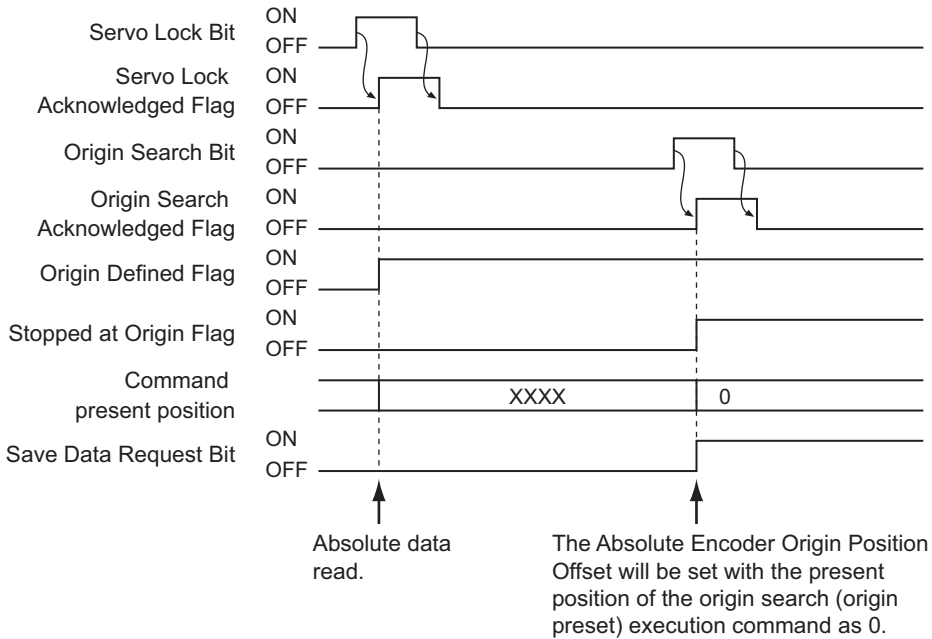 ON
Servo Lock Bit
OFF
Servo Lock
ON
Acknowledged Flag
OFF
ON
Origin Search Bit
OFF
Origin Search
ON
Acknowledged Flag
OFF
ON
Origin Defined Flag
OFF
ON
Stopped at Origin Flag
OFF
Command
present position
XXXX
0
ON
Save Data Request Bit
OFF
Absolute data
read.
The Absolute Encoder Origin Position
Offset will be set with the present
position of the origin search (origin
preset) execution command as 0.